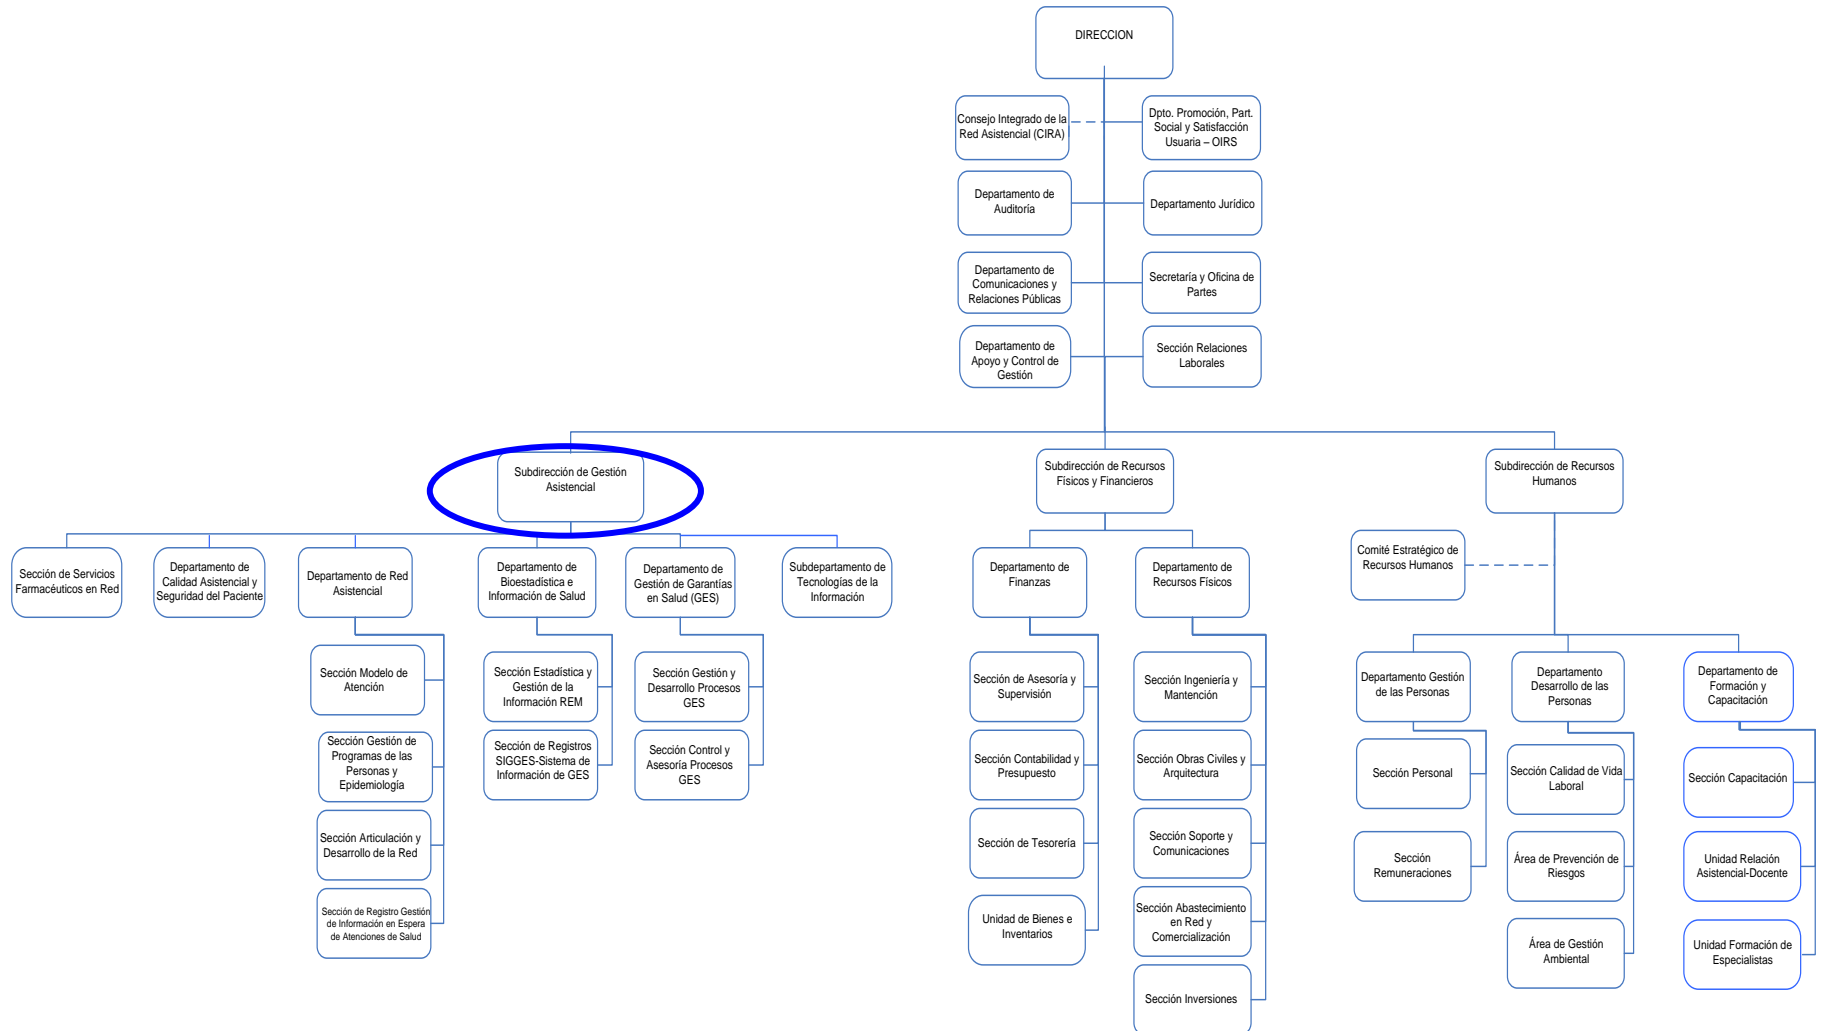 DIRECCION
Consejo Integrado de la
Red Asistencial (CIRA)
Dpto. Promoción, Part.
Social y Satisfacción
Usuaria – OIRS
Departamento de
Auditoría
Departamento Jurídico
Departamento de
Comunicaciones y
Relaciones Públicas
Secretaría y Oficina de
Partes
Departamento de
Apoyo y Control de
Gestión
Sección Relaciones
Laborales
Subdirección de Gestión
Asistencial
Subdirección de Recursos
Físicos y Financieros
Subdirección de Recursos
Humanos
Sección de Servicios
Farmacéuticos en Red
Departamento de
Calidad Asistencial y
Seguridad del Paciente
Departamento de Red
Asistencial
Departamento de
Bioestadística e
Información de Salud
Departamento de
Gestión de Garantías
en Salud (GES)
Subdepartamento de
Tecnologías de la
Información
Departamento de
Finanzas
Departamento de
Recursos Físicos
Comité Estratégico de
Recursos Humanos
Sección Modelo de
Atención
Sección Gestión de
Programas de las
Personas y
Epidemiología
Sección Articulación y
Desarrollo de la Red
Sección de Registro Gestión
de Información en Espera
de Atenciones de Salud
Sección Estadística y
Gestión de la
Información REM
Sección de Registros
SIGGES-Sistema de
Información de GES
Sección Gestión y
Desarrollo Procesos
GES
Sección Control y
Asesoría Procesos
GES
Sección de Asesoría y
Supervisión
Sección Contabilidad y
Presupuesto
Sección de Tesorería
Unidad de Bienes e
Inventarios
Sección Ingeniería y
Mantención
Sección Obras Civiles y
Arquitectura
Sección Soporte y
Comunicaciones
Sección Abastecimiento
en Red y
Comercialización
Sección Inversiones
Departamento Gestión
de las Personas
Sección Personal
Sección
Remuneraciones
Departamento
Desarrollo de las
Personas
Sección Calidad de Vida
Laboral
Área de Prevención de
Riesgos
Área de Gestión
Ambiental
Departamento de
Formación y
Capacitación
Sección Capacitación
Unidad Relación
Asistencial-Docente
Unidad Formación de
Especialistas